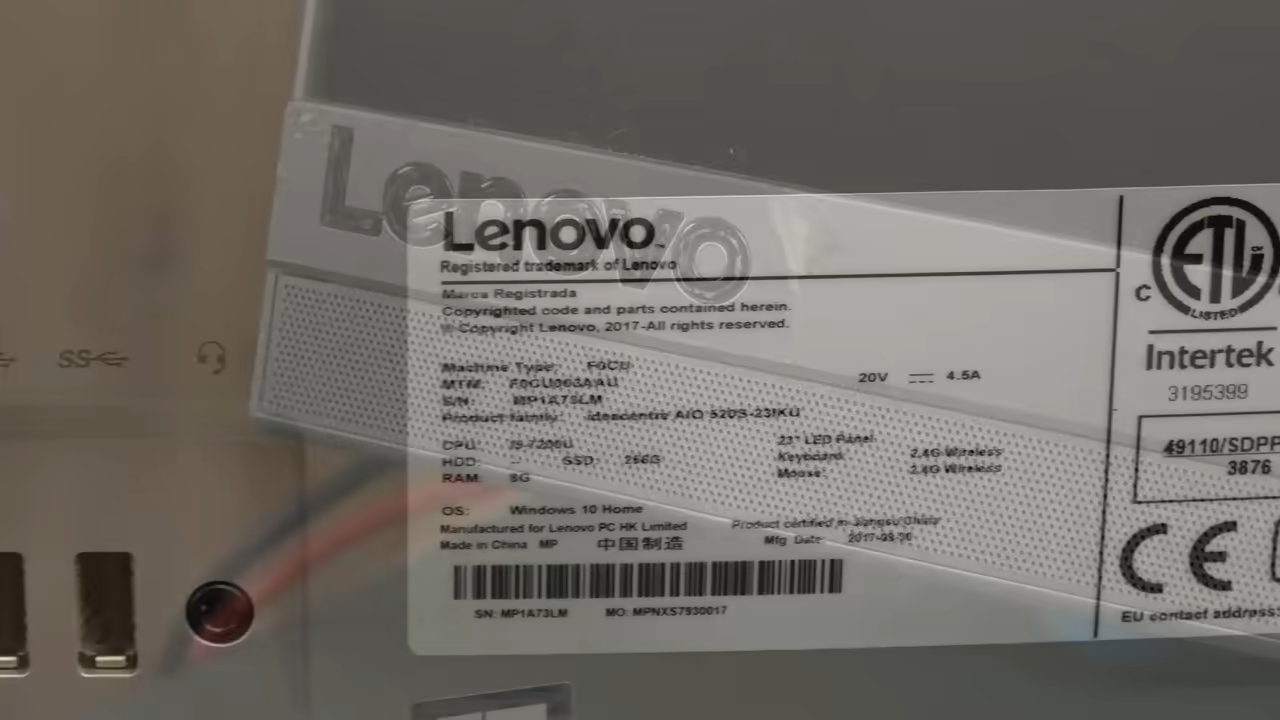 Lenovo
Lenovo
Registered trademark of Lenovo
Marca Registrada
Copyrighted code and parts contained herein.
© Copyright Lenovo, 2017-All rights reserved.
Machine Type: F0CU
MTM:
S/N: MP1A73LM
Product family: ideacentre AIO 520S-23IKU
20V 4.5A
CPU: i5-7200U
HDD: -- SSD: 256G
RAM: 8G
23" LED Panel
Keyboard: 2.4G Wireless
Mouse: 2.4G Wireless
OS: Windows 10 Home
Manufactured for Lenovo PC HK Limited
Made in China MP 中国制造
Product certified in Jiangsu China
Mfg Date:
SN: MP1A73LM MO: MPNXS7930017
C ETL LISTED
Intertek
3195399
49110/SDPP
3876
CE
EU contact address:
SS